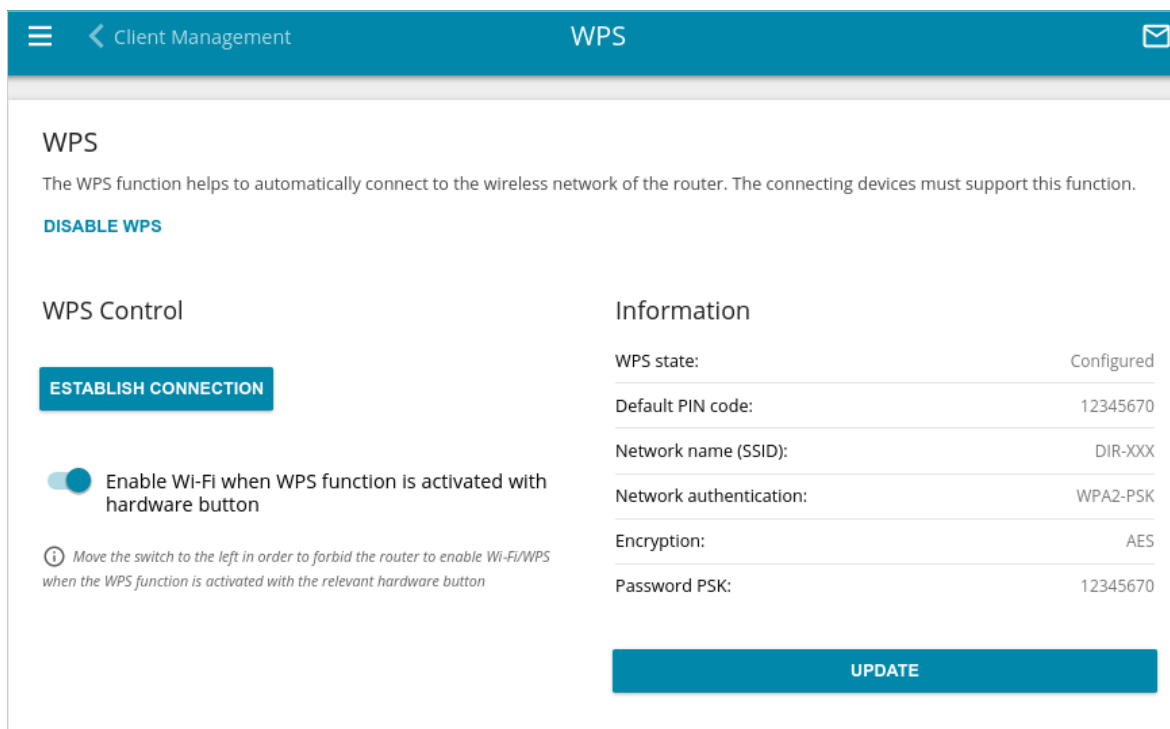 Client Management
WPS
WPS
The WPS function helps to automatically connect to the wireless network of the router. The connecting devices must support this function.
DISABLE WPS
WPS Control
ESTABLISH CONNECTION
Enable Wi-Fi when WPS function is activated with
hardware button
Move the switch to the left in order to forbid the router to enable Wi-Fi/WPS
when the WPS function is activated with the relevant hardware button
Information
WPS state: Configured
Default PIN code: 12345670
Network name (SSID): DIR-XXX
Network authentication: WPA2-PSK
Encryption: AES
Password PSK: 12345670
UPDATE